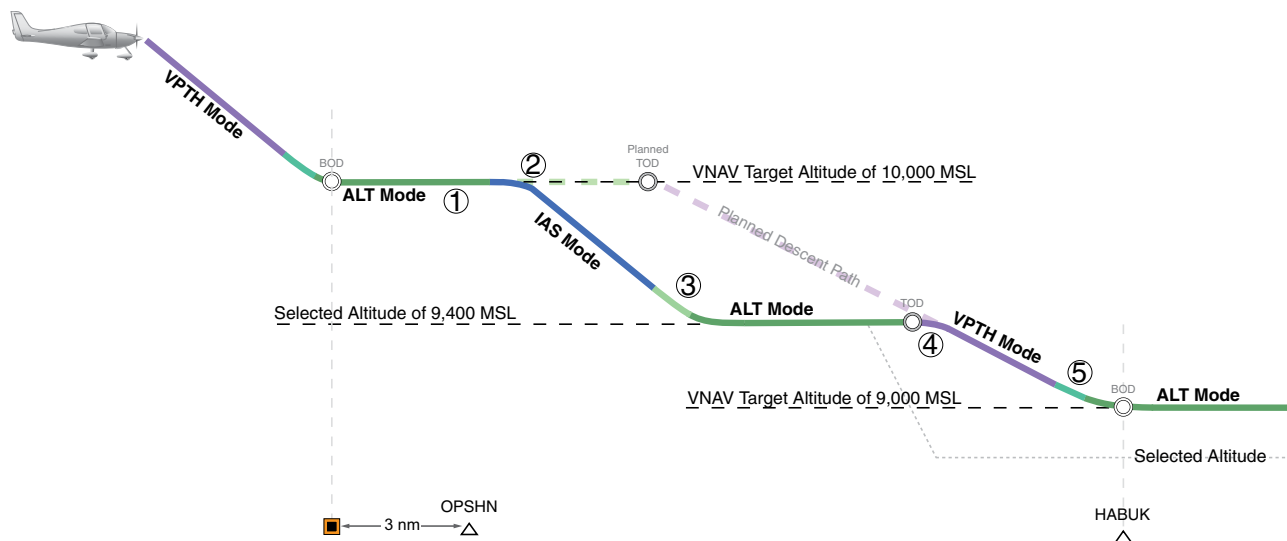 VPTH Mode
BOD
ALT Mode
①
②
Planned
TOD
VNAV Target Altitude of 10,000 MSL
IAS Mode
Planned Descent Path
③
Selected Altitude of 9,400 MSL
ALT Mode
TOD
④
VPTH Mode
⑤
VNAV Target Altitude of 9,000 MSL
BOD
ALT Mode
Selected Altitude
OPSHN
3 nm
HABUK